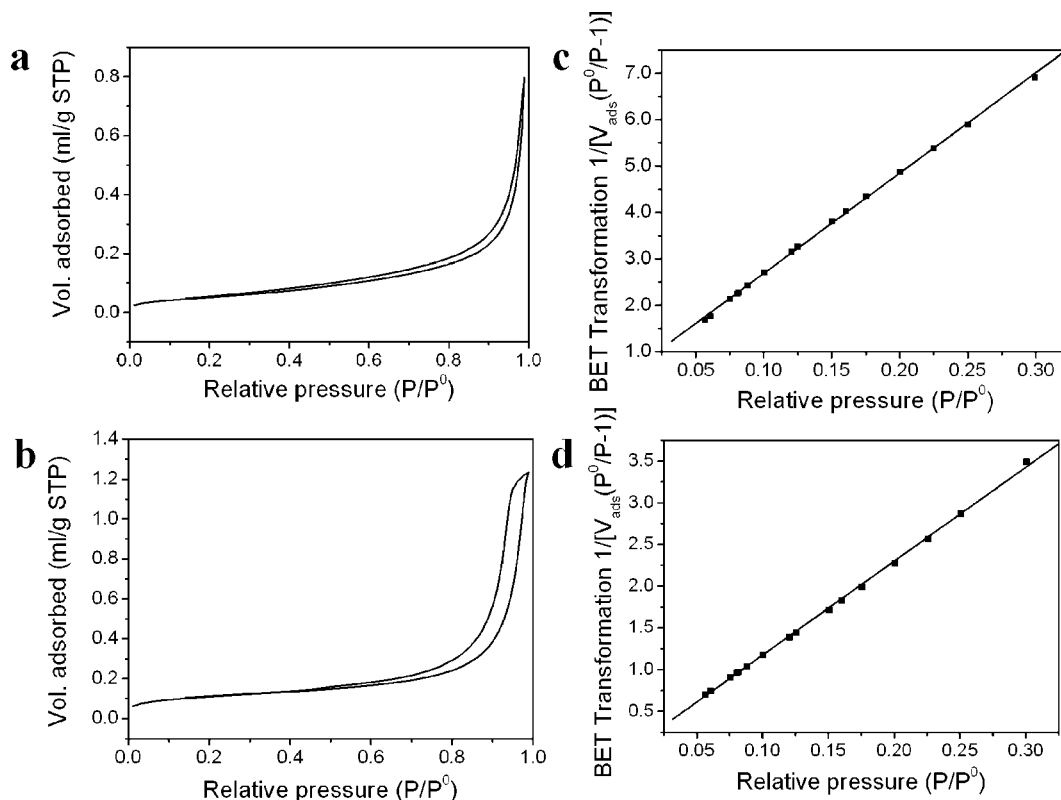 a
Vol. adsorbed (ml/g STP)
0.8
0.6
0.4
0.2
0.0
0.0 0.2 0.4 0.6 0.8 1.0
Relative pressure (P/P⁰)
c
BET Transformation 1/[V_ads(P⁰/P-1)]
7.0
6.0
5.0
4.0
3.0
2.0
1.0
0.05 0.10 0.15 0.20 0.25 0.30
Relative pressure (P/P⁰)
b
Vol. adsorbed (ml/g STP)
1.4
1.2
1.0
0.8
0.6
0.4
0.2
0.0
0.0 0.2 0.4 0.6 0.8 1.0
Relative pressure (P/P⁰)
d
BET Transformation 1/[V_ads(P⁰/P-1)]
3.5
3.0
2.5
2.0
1.5
1.0
0.5
0.05 0.10 0.15 0.20 0.25 0.30
Relative pressure (P/P⁰)